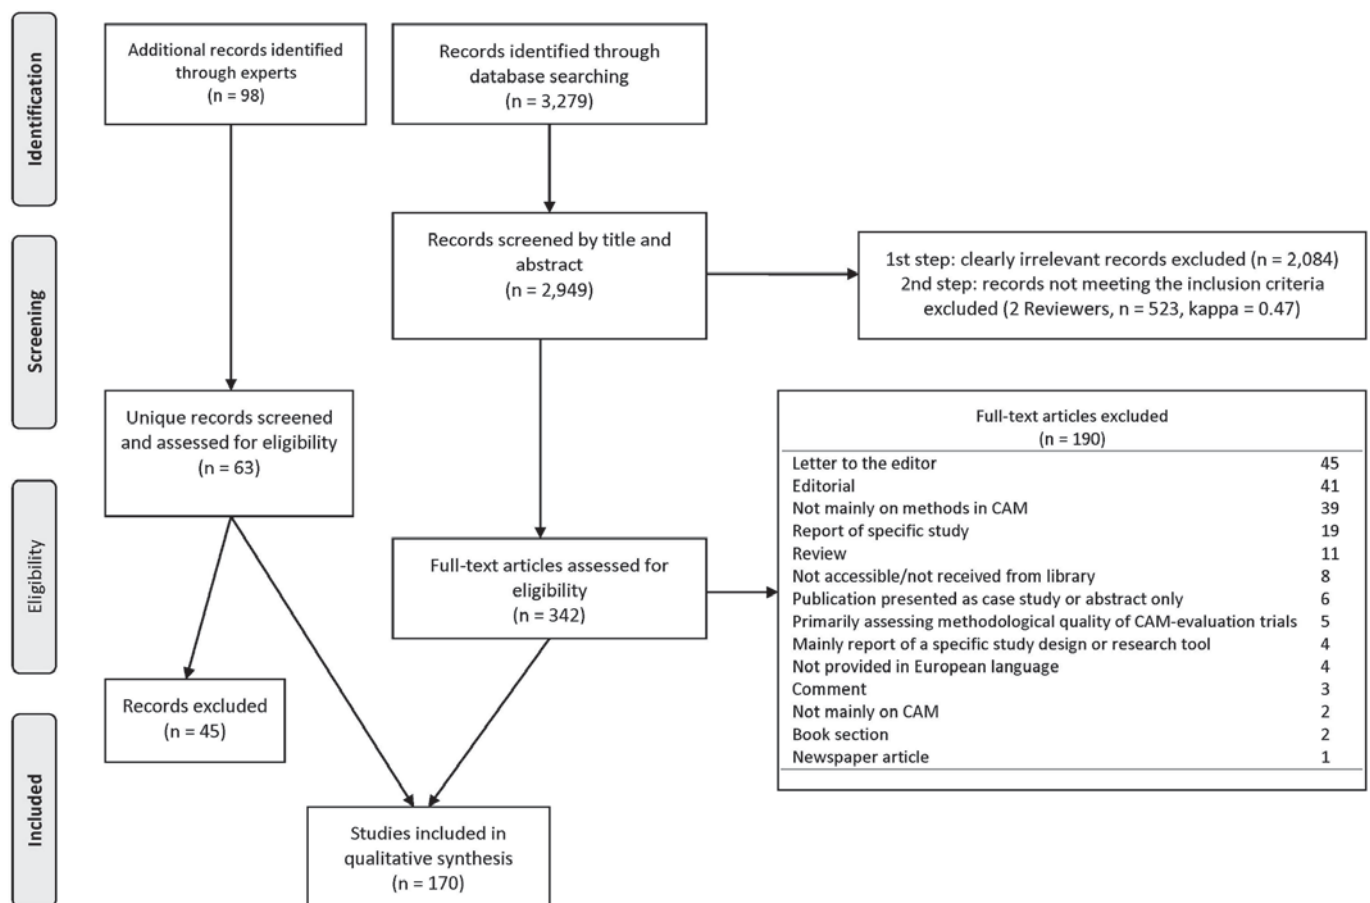 Identification
Additional records identified
through experts
(n = 98)
Records identified through
database searching
(n = 3,279)
Screening
Records screened by title and
abstract
(n = 2,949)
1st step: clearly irrelevant records excluded (n = 2,084)
2nd step: records not meeting the inclusion criteria
excluded (2 Reviewers, n = 523, kappa = 0.47)
Unique records screened
and assessed for eligibility
(n = 63)
Eligibility
Full-text articles assessed for
eligibility
(n = 342)
Full-text articles excluded
(n = 190)
Letter to the editor 45
Editorial 41
Not mainly on methods in CAM 39
Report of specific study 19
Review 11
Not accessible/not received from library 8
Publication presented as case study or abstract only 6
Primarily assessing methodological quality of CAM-evaluation trials 5
Mainly report of a specific study design or research tool 4
Not provided in European language 4
Comment 3
Not mainly on CAM 2
Book section 2
Newspaper article 1
Records excluded
(n = 45)
Included
Studies included in
qualitative synthesis
(n = 170)